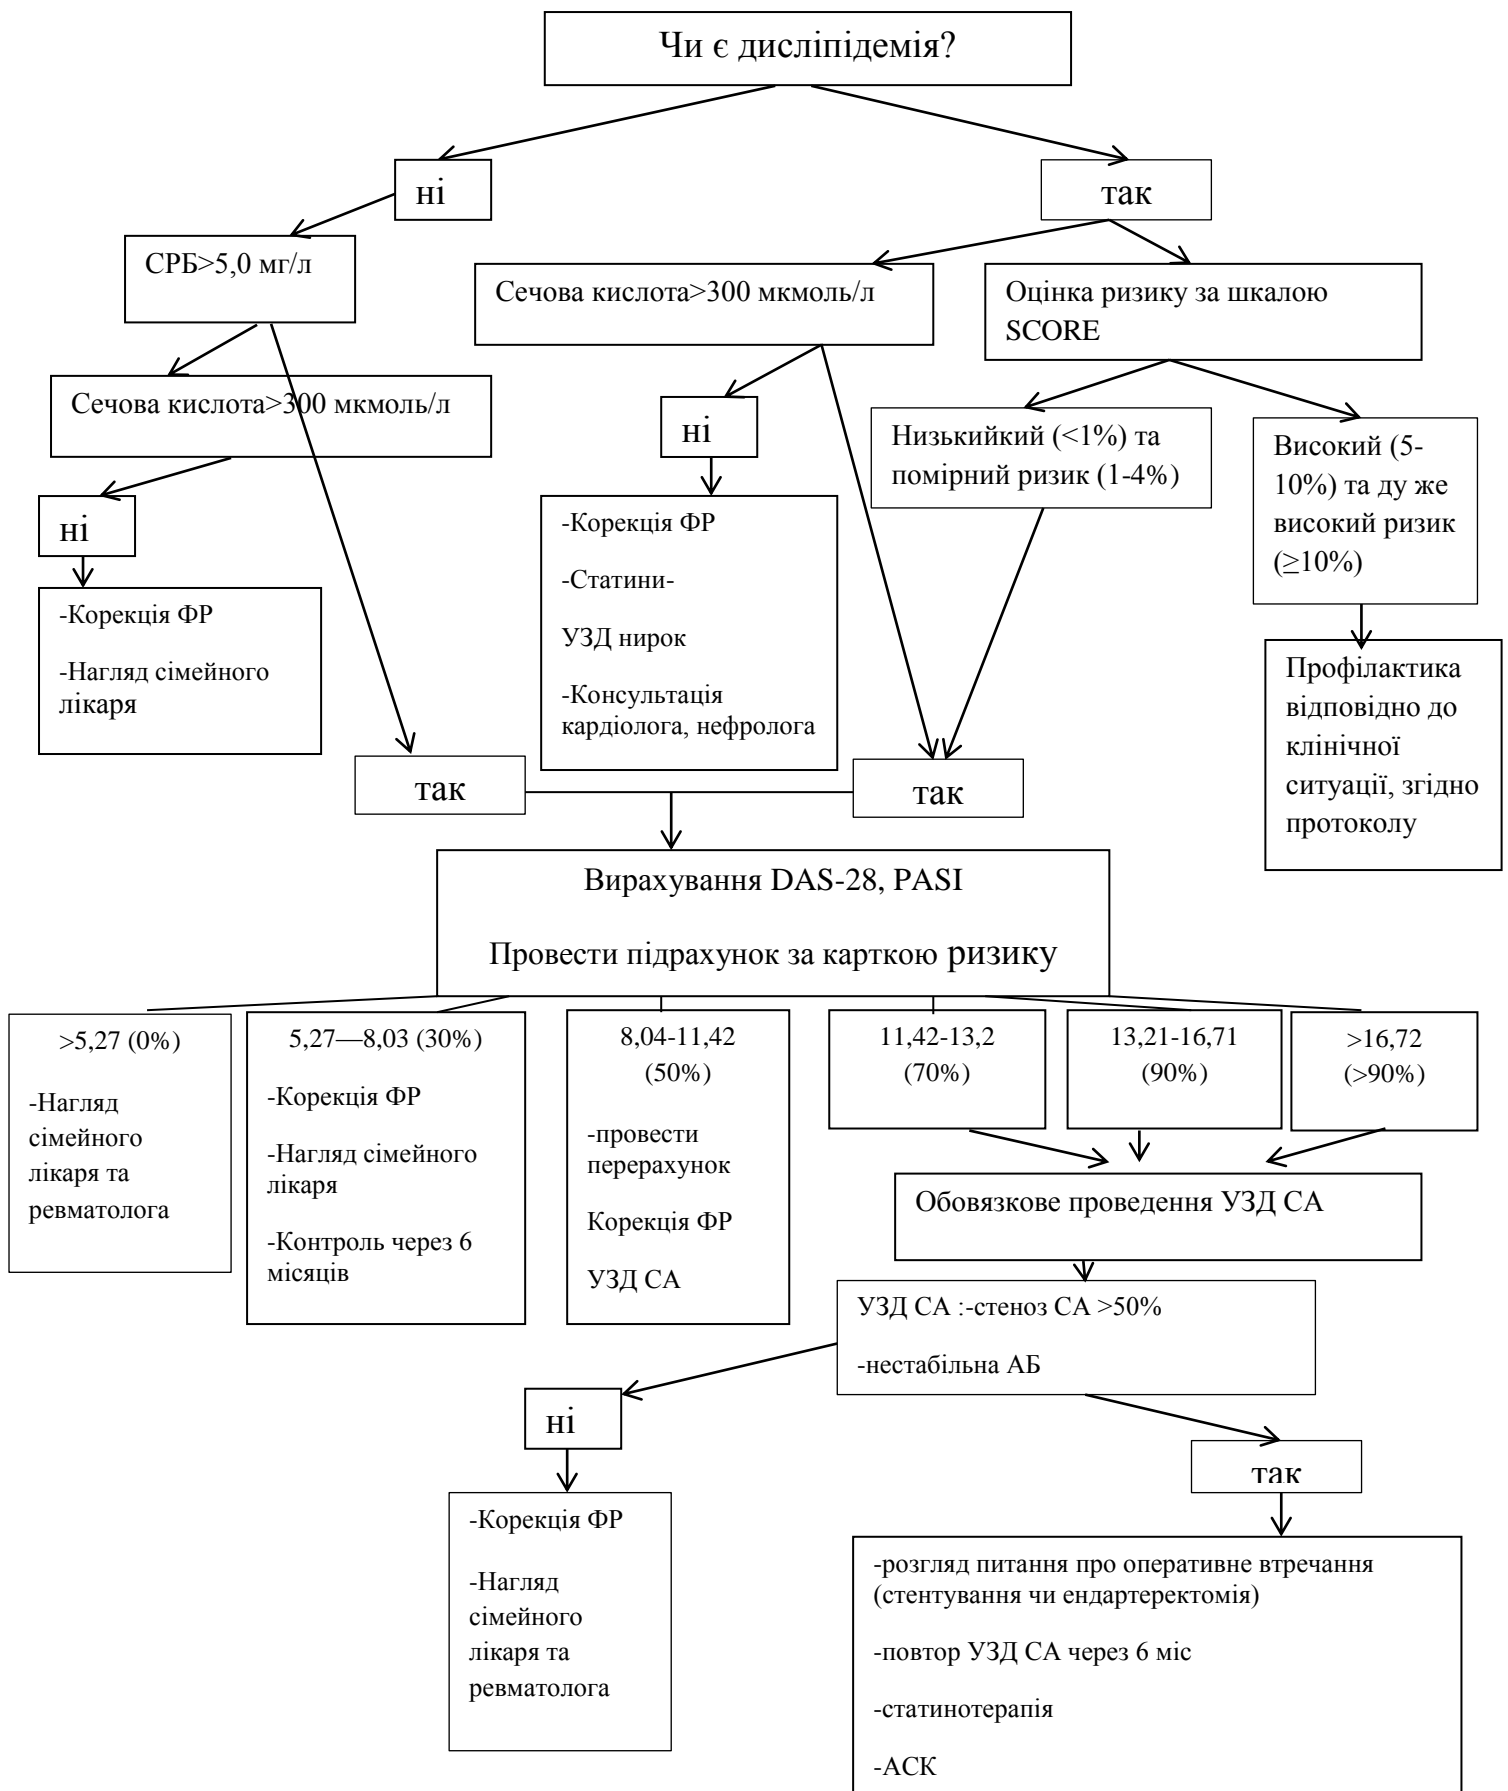 Чи є дисліпідемія?
ні
так
СРБ>5,0 мг/л
Сечова кислота>300 мкмоль/л
Оцінка ризику за шкалою
SCORE
Сечова кислота>300 мкмоль/л
ні
Низькийкий (<1%) та
помірний ризик (1-4%)
Високий (5-
10%) та ду же
високий ризик
(≥10%)
ні
-Корекція ФР
-Статини-
УЗД нирок
-Консультація
кардіолога, нефролога
-Корекція ФР
-Нагляд сімейного
лікаря
Профілактика
відповідно до
клінічної
ситуації, згідно
протоколу
так
так
Вирахування DAS-28, PASI
Провести підрахунок за карткою ризику
>5,27 (0%)
-Нагляд
сімейного
лікаря та
ревматолога
5,27—8,03 (30%)
-Корекція ФР
-Нагляд сімейного
лікаря
-Контроль через 6
місяців
8,04-11,42
(50%)
-провести
перерахунок
Корекція ФР
УЗД СА
11,42-13,2
(70%)
13,21-16,71
(90%)
>16,72
(>90%)
Обовязкове проведення УЗД СА
УЗД СА :-стеноз СА >50%
-нестабільна АБ
ні
так
-Корекція ФР
-Нагляд
сімейного
лікаря та
ревматолога
-розгляд питання про оперативне втречання
(стентування чи ендартеректомія)
-повтор УЗД СА через 6 міс
-статинотерапія
-АСК